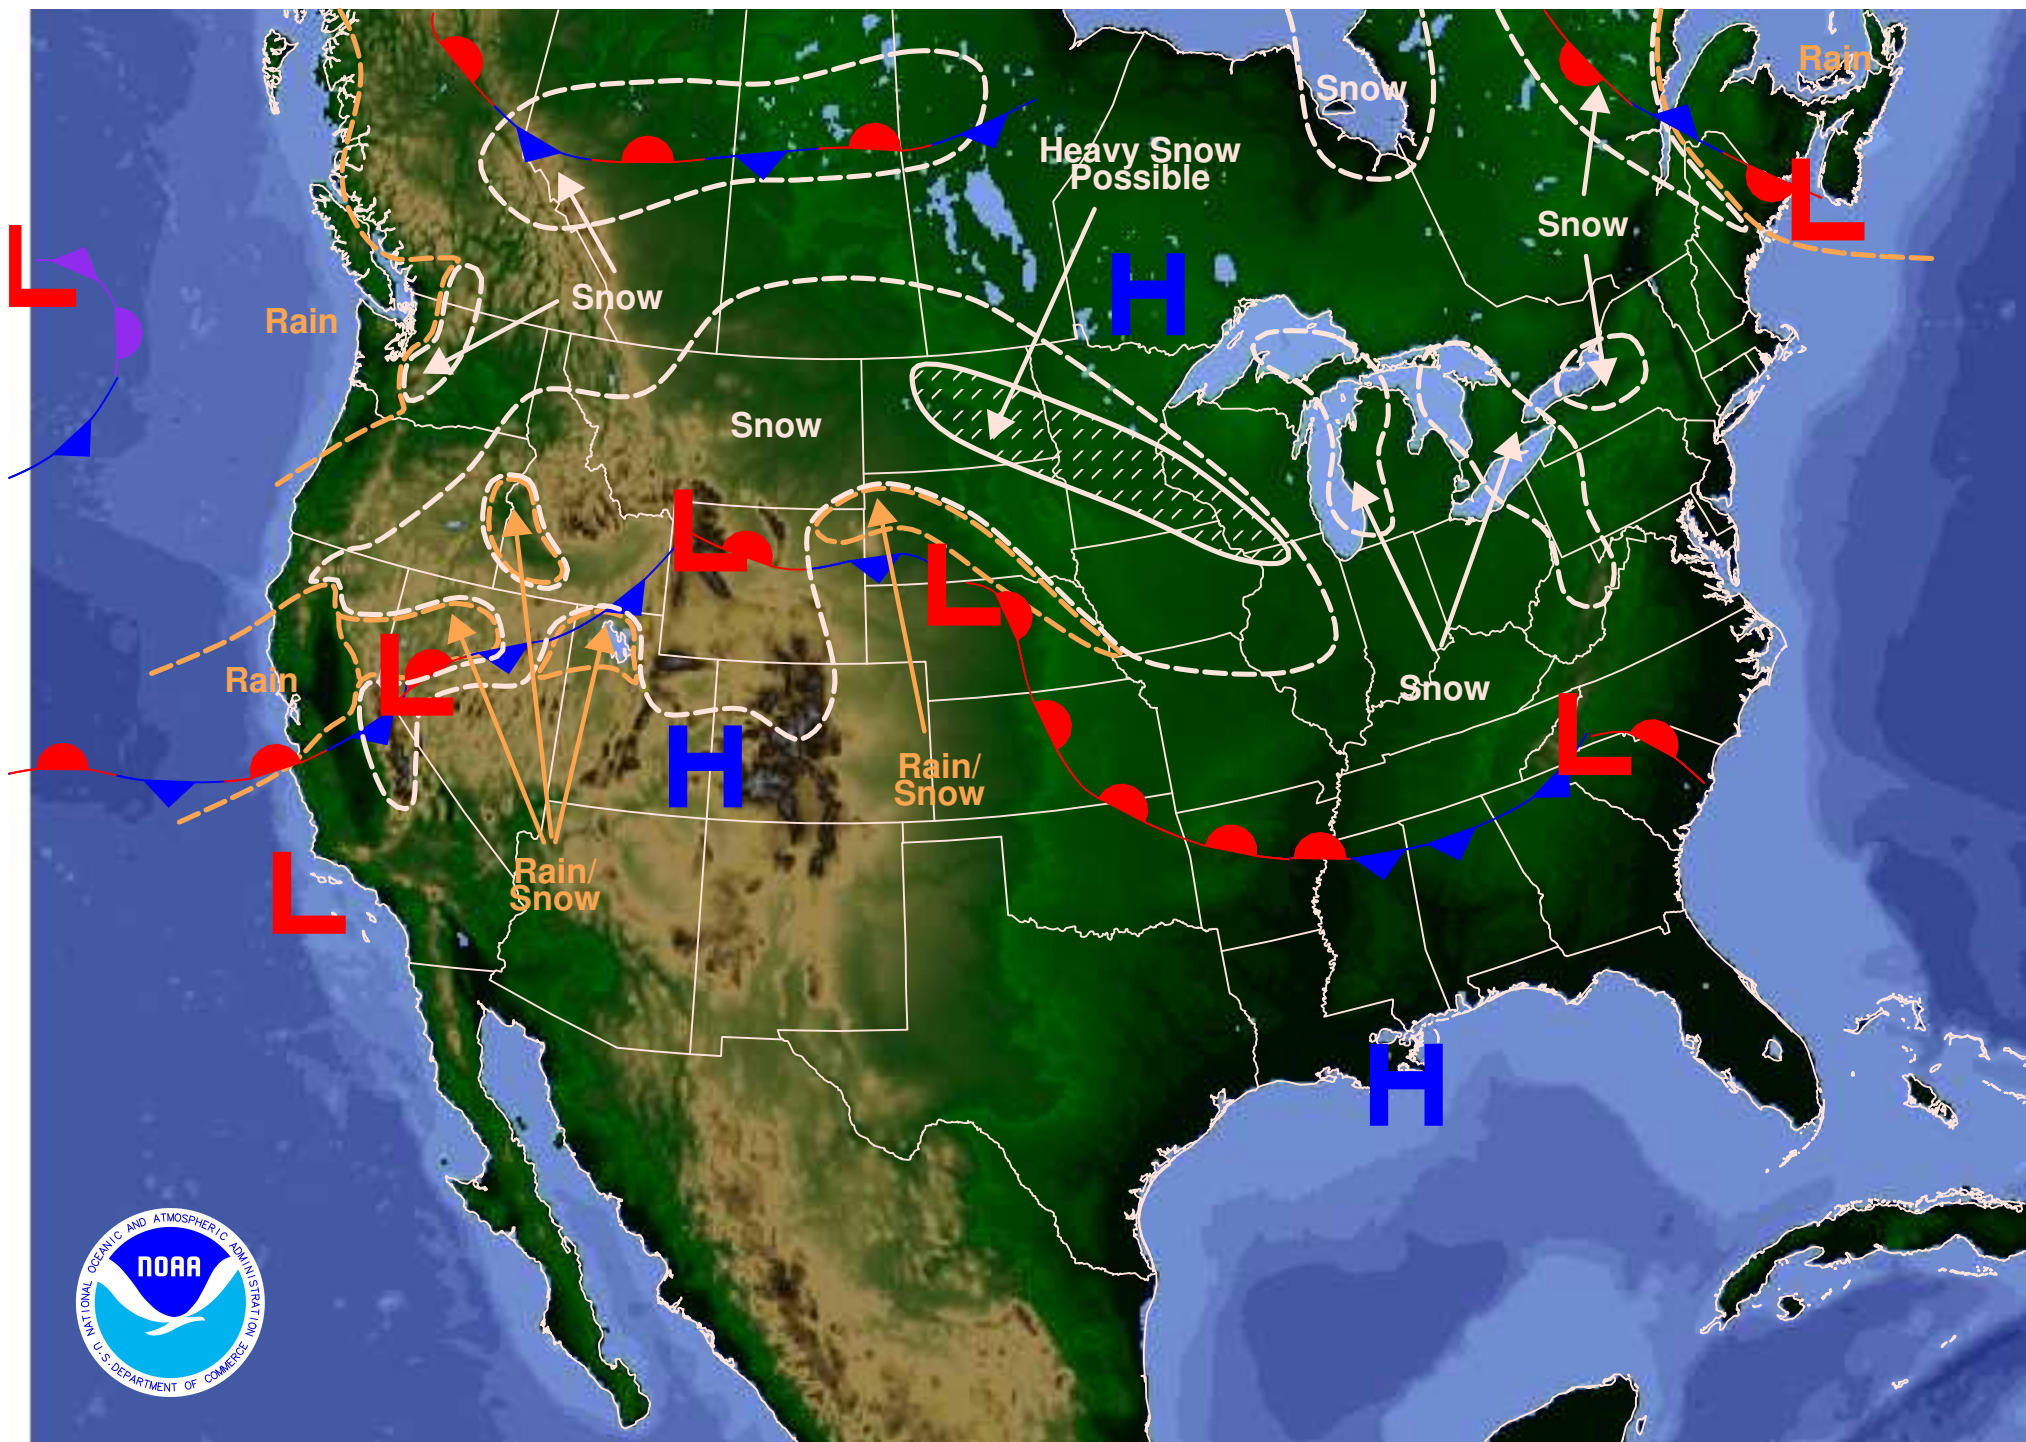 Rain
Snow
Heavy Snow
Possible
Snow
H
L
L
Snow
Rain
Snow
L
L
L
Rain
Snow
L
L
H
Rain/
Snow
L
Rain/
Snow
H
NOAA
NATIONAL OCEANIC AND ATMOSPHERIC ADMINISTRATION
U.S. DEPARTMENT OF COMMERCE